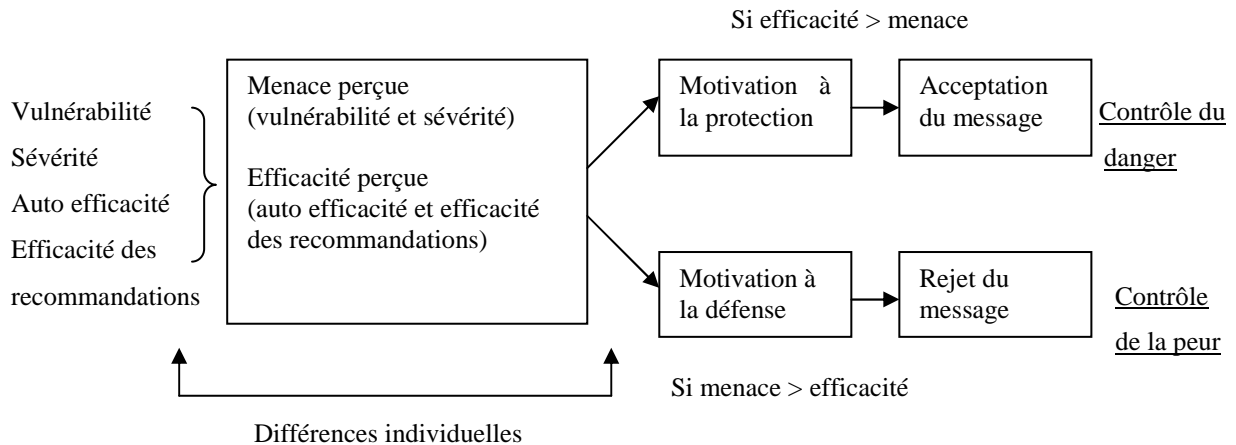 Si efficacité > menace
Vulnérabilité
Sévérité
Auto efficacité
Efficacité des
recommandations
Menace perçue
(vulnérabilité et sévérité)
Efficacité perçue
(auto efficacité et efficacité
des recommandations)
Motivation à
la protection
Acceptation
du message
Contrôle du
danger
Motivation à
la défense
Rejet du
message
Contrôle
de la peur
Si menace > efficacité
Différences individuelles